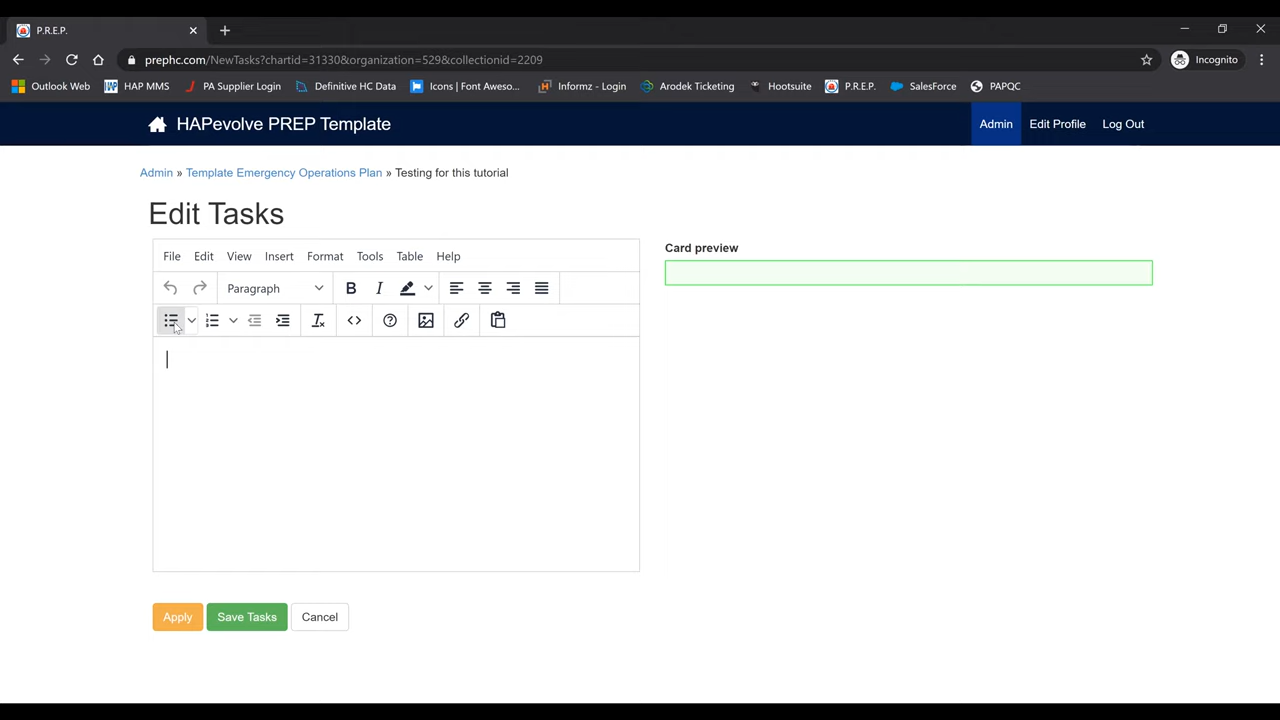 P.R.E.P.
prephc.com/NewTasks?chartid=31330&organization=529&collectionid=2209
Incognito
Outlook Web HAP MMS PA Supplier Login Definitive HC Data Icons | Font Aweso... Informz - Login Arodek Ticketing Hootsuite P.R.E.P. SalesForce PAPQC
HAPevolve PREP Template Admin Edit Profile Log Out
Admin » Template Emergency Operations Plan » Testing for this tutorial
Edit Tasks
Card preview
File Edit View Insert Format Tools Table Help
Paragraph B I
Apply Save Tasks Cancel